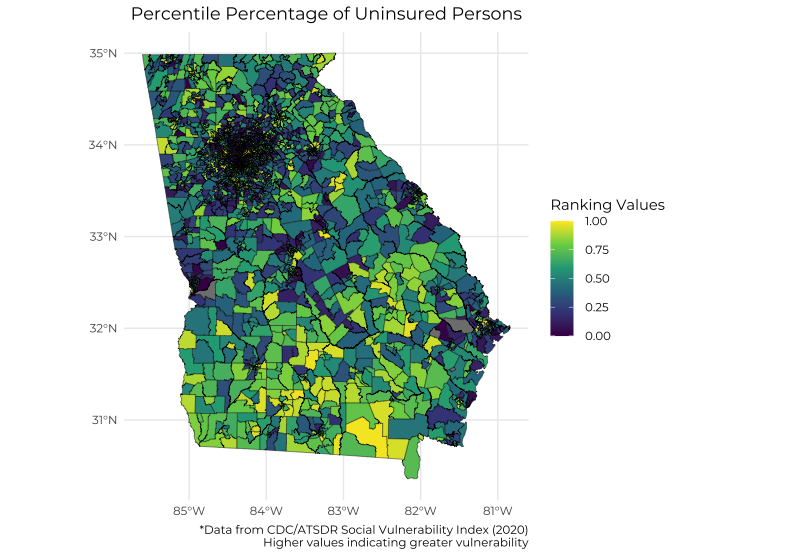 Percentile Percentage of Uninsured Persons
35°N
34°N
33°N
32°N
31°N
85°W
84°W
83°W
82°W
81°W
Ranking Values
1.00
0.75
0.50
0.25
0.00
*Data from CDC/ATSDR Social Vulnerability Index (2020)
Higher values indicating greater vulnerability